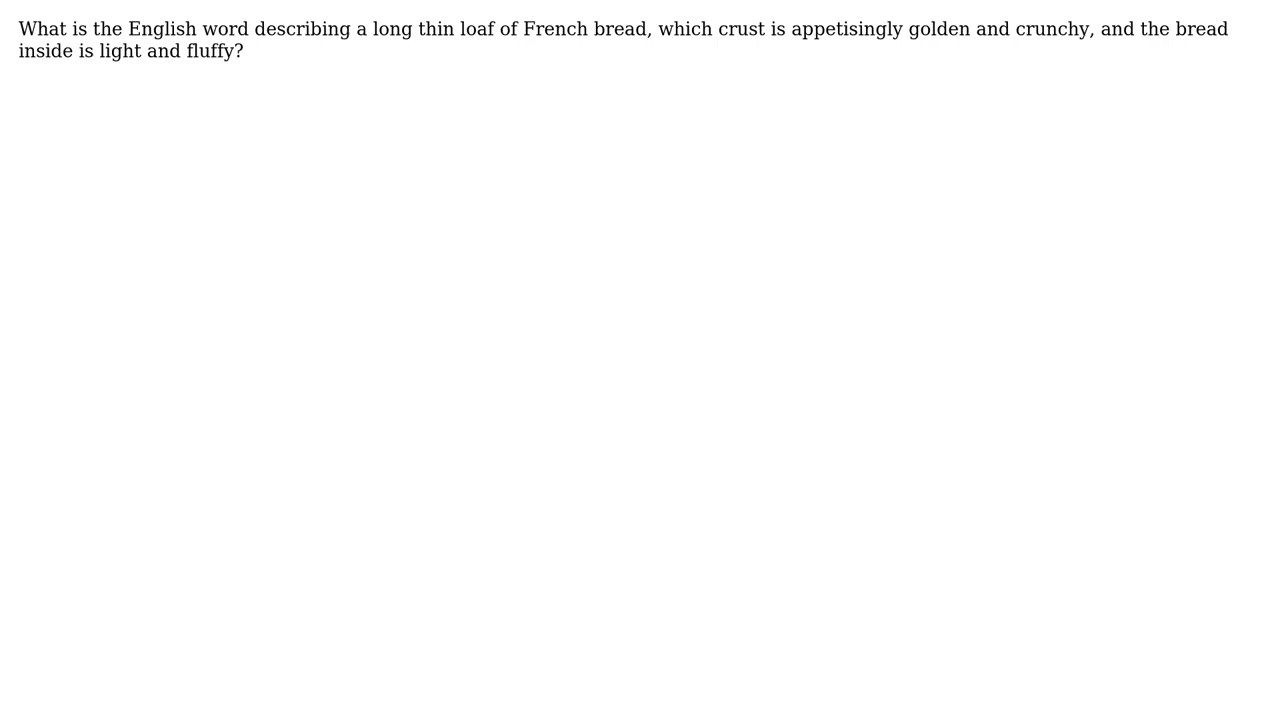 What is the English word describing a long thin loaf of French bread, which crust is appetisingly golden and crunchy, and the bread
inside is light and fluffy?